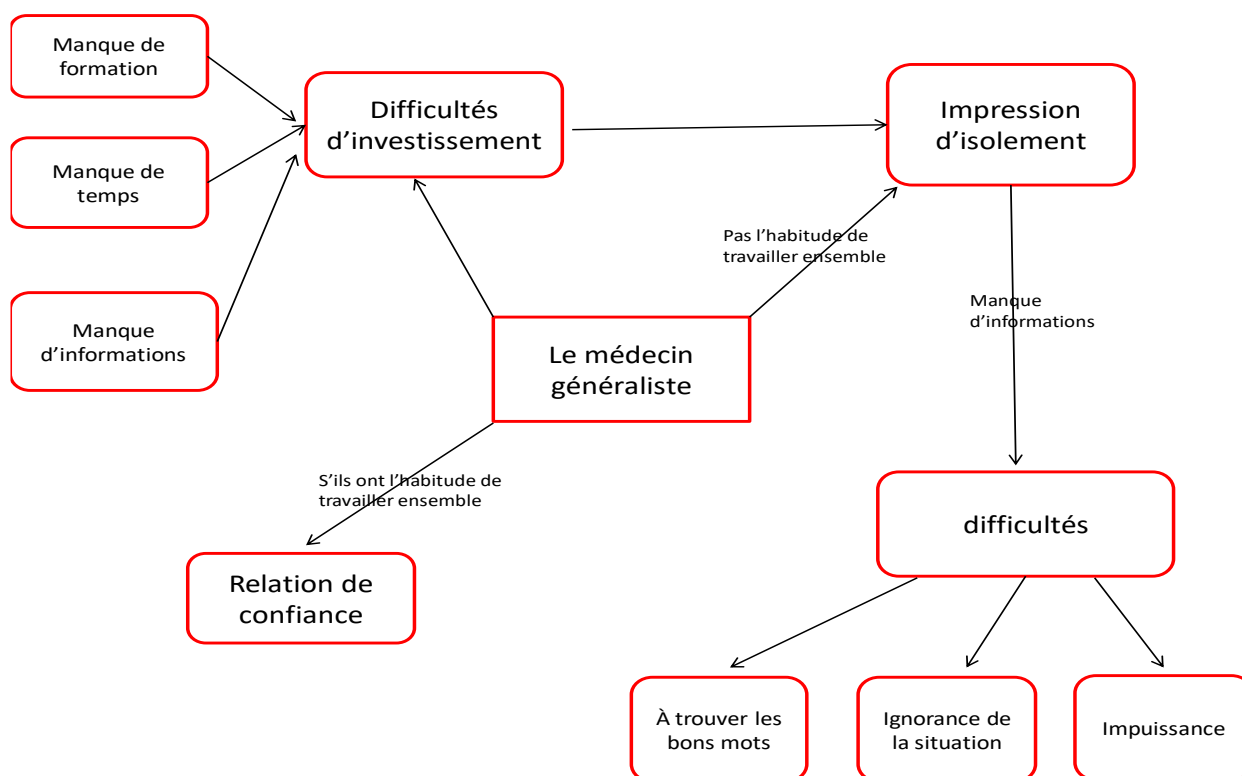 Manque de
formation
Difficultés
d’investissement
Impression
d’isolement
Manque de
temps
Pas l’habitude de
travailler ensemble
Manque
d’informations
Manque
d’informations
Le médecin
généraliste
S’ils ont l’habitude de
travailler ensemble
difficultés
Relation de
confiance
À trouver les
bons mots
Ignorance de
la situation
Impuissance